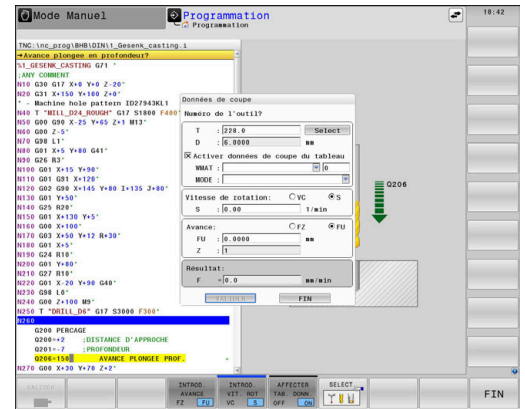 Mode Manuel
Programmation
Programmation
18:42
TNC:\nc_prog\BHB\DIN\1_Gesenk_casting.i
→Avance plongee en profondeur?
%1_GESENK_CASTING G71 *
;ANY COMMENT
N10 G30 G17 X+0 Y+0 Z-20*
N20 G31 X+150 Y+100 Z+0*
* - Machine hole pattern ID27943KL1
N40 T "MILL_D24_ROUGH" G17 S1800 F400*
N50 G00 G90 X-25 Y+65 Z+1 M13*
N60 G00 Z-5*
N70 G98 L1*
N80 G01 X+5 Y+80 G41*
N90 G26 R3*
N100 G01 X+15 Y+90*
N110 G01 G91 X+120*
N120 G02 G90 X+145 Y+80 I+135 J+80*
N130 G01 Y+50*
N140 G25 R20*
N150 G01 X+130 Y+5*
N160 G00 X+100*
N170 G03 X+50 Y+12 R+30*
N180 G01 X+5*
N190 G24 R10*
N200 G01 Y+80*
N210 G27 R10*
N220 G01 X-20 Y+90 G40*
N230 G98 L0*
N240 G00 Z+100 M9*
N250 T "DRILL_D6" G17 S3000 F300*
N260
G200 PERCAGE
Q200=+2 ;DISTANCE D'APPROCHE
Q201=-7 ;PROFONDEUR
Q206=150 AVANCE PLONGEE PROF. ~
N270 G00 X+30 Y+70 Z+2*
Données de coupe
Numéro de l'outil?
T : 228.0 Select
D : 6.0000 mm
Activer données de coupe du tableau
WMAT : 0
MODE :
Vitesse de rotation: VC S
S : 0.00 1/min
Avance: FZ FU
FU : 0.0000 mm
Z : 1
Résultat:
F =0.0 mm/min
VALIDER FIN
Q206
VALIDER
INTROD. AVANCE FZ FU
INTROD. VIT. ROT VC S
AFFECTER TAB. DONN OFF ON
SELECT
FIN